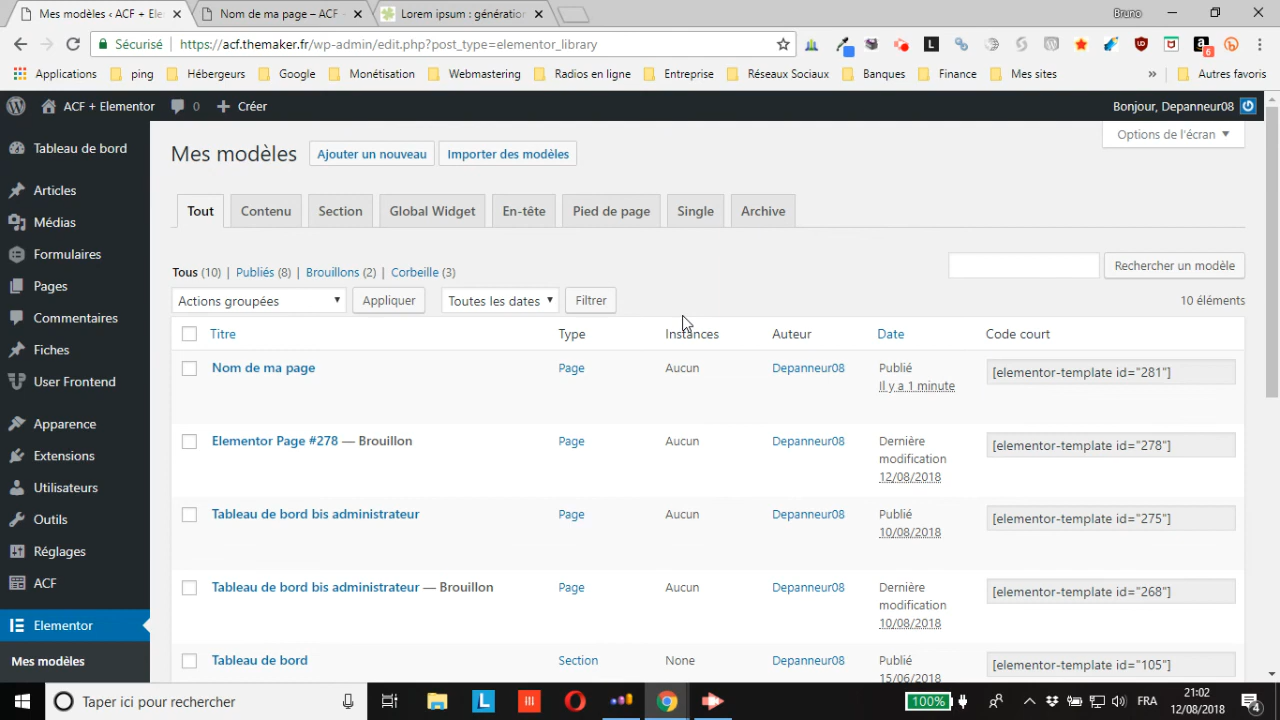 Mes modèles ‹ ACF + Ele
Nom de ma page – ACF
Lorem ipsum : génération
Bruno
Sécurisé
https://acf.themaker.fr/wp-admin/edit.php?post_type=elementor_library
6
Applications
ping
Hébergeurs
Google
Monétisation
Webmastering
Radios en ligne
Entreprise
Réseaux Sociaux
Banques
Finance
Mes sites
»
Autres favoris
ACF + Elementor
0
Créer
Bonjour, Depanneur08
Tableau de bord
Articles
Médias
Formulaires
Pages
Commentaires
Fiches
User Frontend
Apparence
Extensions
Utilisateurs
Outils
Réglages
ACF
Elementor
Mes modèles
Options de l'écran
Mes modèles
Ajouter un nouveau
Importer des modèles
Tout
Contenu
Section
Global Widget
En-tête
Pied de page
Single
Archive
Tous (10) | Publiés (8) | Brouillons (2) | Corbeille (3)
Rechercher un modèle
Actions groupées
Appliquer
Toutes les dates
Filtrer
10 éléments
Titre
Type
Instances
Auteur
Date
Code court
Nom de ma page
Page
Aucun
Depanneur08
Publié
Il y a 1 minute
[elementor-template id="281"]
Elementor Page #278 — Brouillon
Page
Aucun
Depanneur08
Dernière
modification
12/08/2018
[elementor-template id="278"]
Tableau de bord bis administrateur
Page
Aucun
Depanneur08
Publié
10/08/2018
[elementor-template id="275"]
Tableau de bord bis administrateur — Brouillon
Page
Aucun
Depanneur08
Dernière
modification
10/08/2018
[elementor-template id="268"]
Tableau de bord
Section
None
Depanneur08
Publié
15/06/2018
[elementor-template id="105"]
Taper ici pour rechercher
L
100%
FRA
21:02
12/08/2018
4